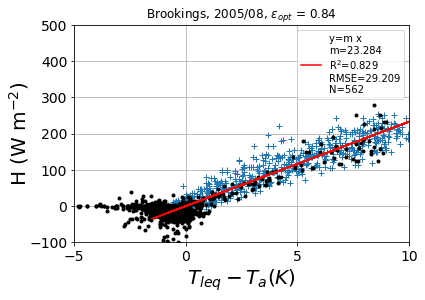 Brookings, 2005/08, ε_opt = 0.84
y=m x
m=23.284
R²=0.829
RMSE=29.209
N=562
H (W m⁻²)
500
400
300
200
100
0
−100
−5
0
5
10
T_leq − T_a(K)